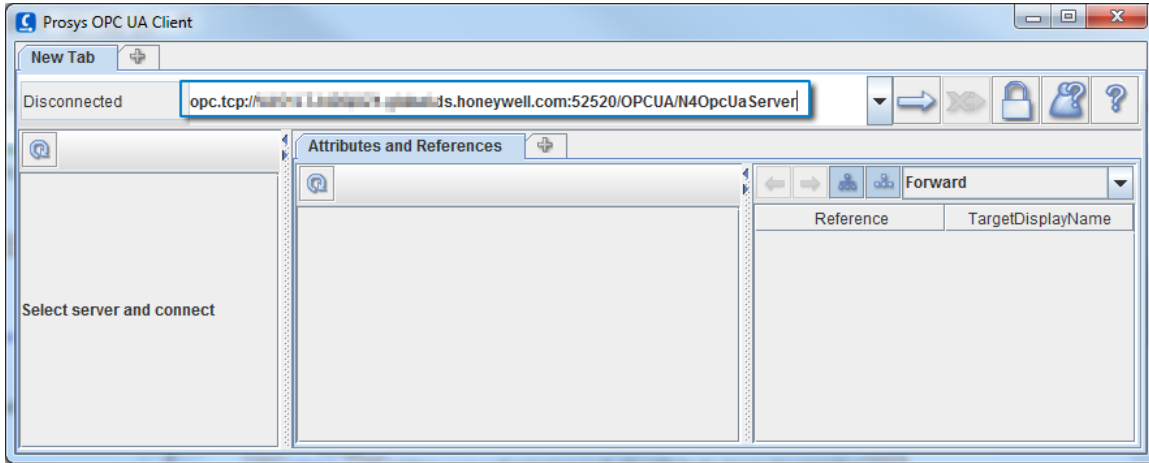 Prosys OPC UA Client
New Tab
Disconnected
opc.tcp:// ds.honeywell.com:52520/OPCUA/N4OpcUaServer
Attributes and References
Forward
Reference TargetDisplayName
Select server and connect